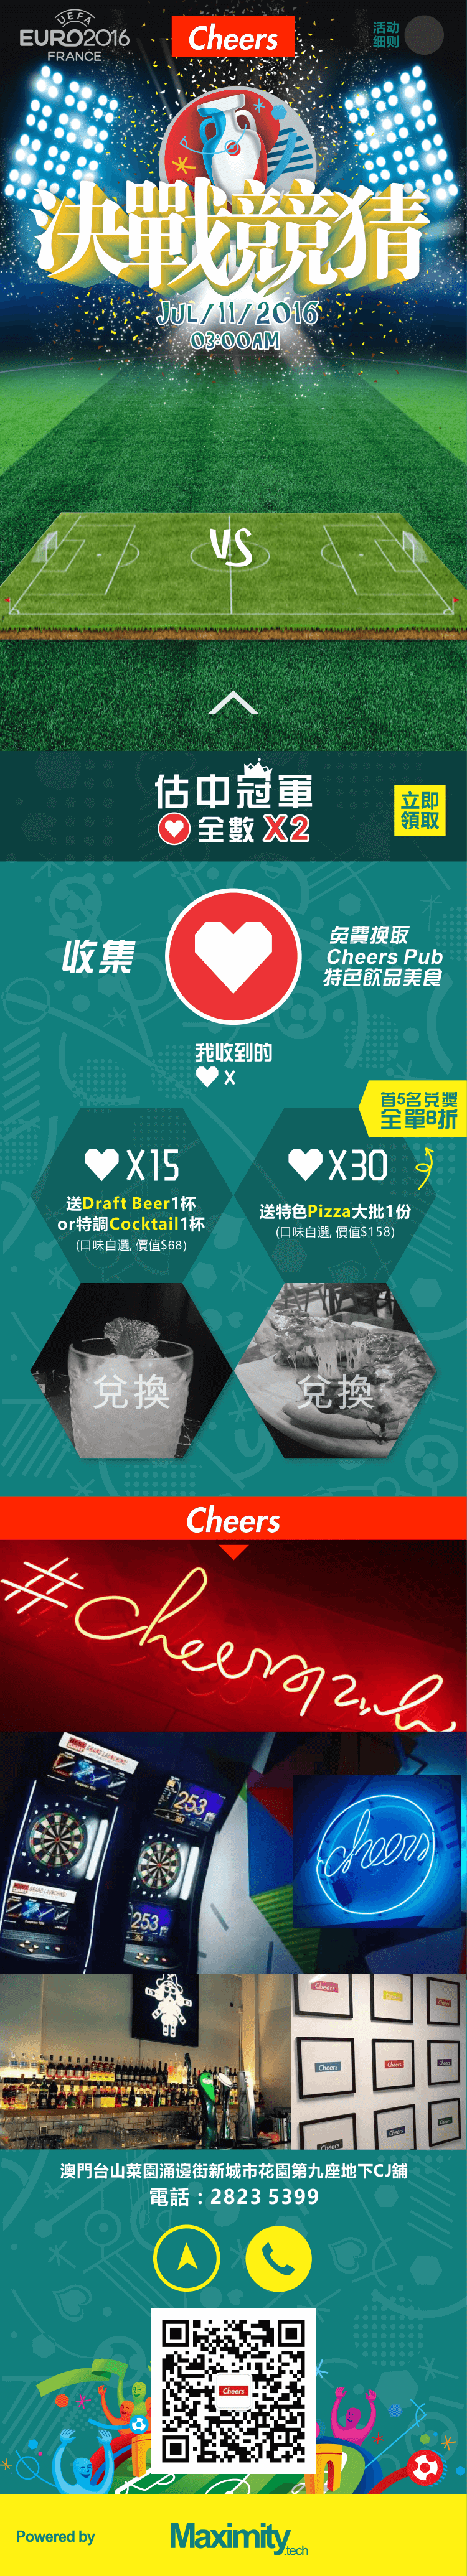 UEFA
EURO2016
FRANCE
Cheers
活动
细则
決戰競猜
JUL/11/2016
03:00AM
VS
估中冠軍
全數 X2
立即
領取
收集
免費換取
Cheers Pub
特色飲品美食
我收到的
X
首5名兌獎
全單8折
X15
送Draft Beer1杯
or特調Cocktail1杯
(口味自選, 價值$68)
X30
送特色Pizza大批1份
(口味自選, 價值$158)
兌換
兌換
Cheers
#cheers
253
253
cheers
Cheers
Cheers
Cheers
澳門台山菜園涌邊街新城市花園第九座地下CJ舖
電話：2823 5399
Cheers
Powered by
Maximity.tech